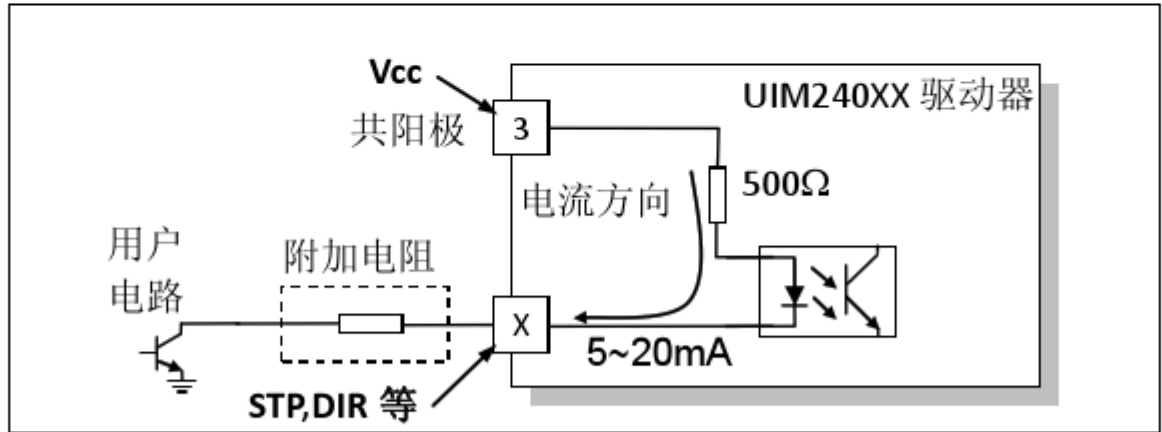 Vcc
UIM240XX 驱动器
3
共阳极
500Ω
电流方向
用户
电路
附加电阻
X
5~20mA
STP,DIR 等